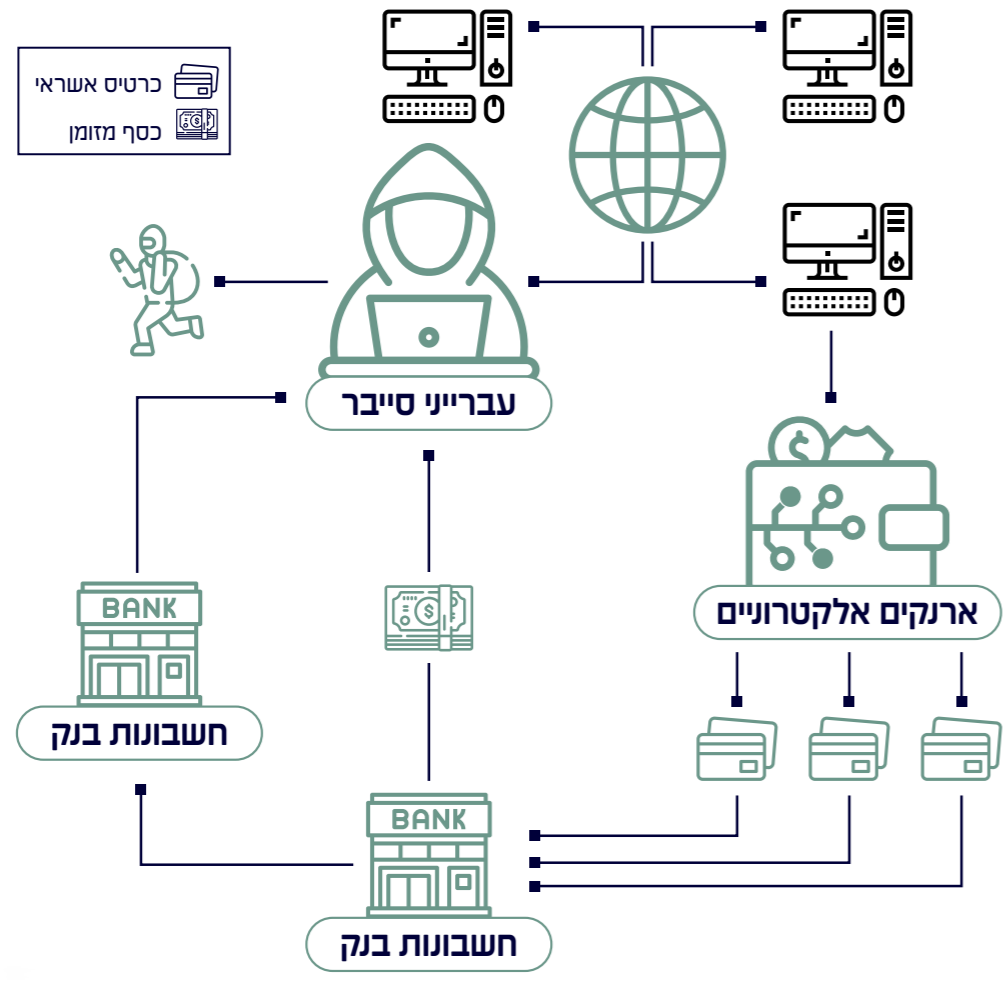 כרטיס אשראי
כסף מזומן
עברייני סייבר
ארנקים אלקטרוניים
BANK
חשבונות בנק
BANK
חשבונות בנק